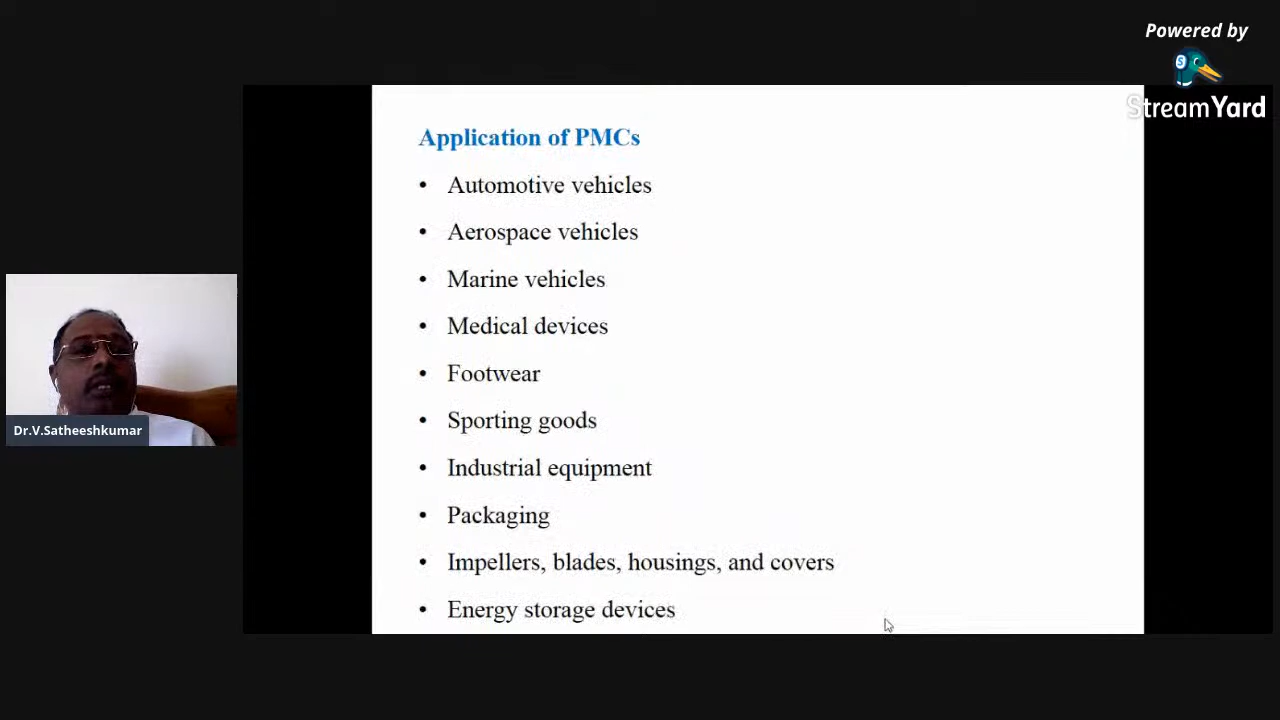 Powered by
StreamYard
Application of PMCs
• Automotive vehicles
• Aerospace vehicles
• Marine vehicles
• Medical devices
• Footwear
• Sporting goods
• Industrial equipment
• Packaging
• Impellers, blades, housings, and covers
• Energy storage devices
Dr.V.Satheeshkumar